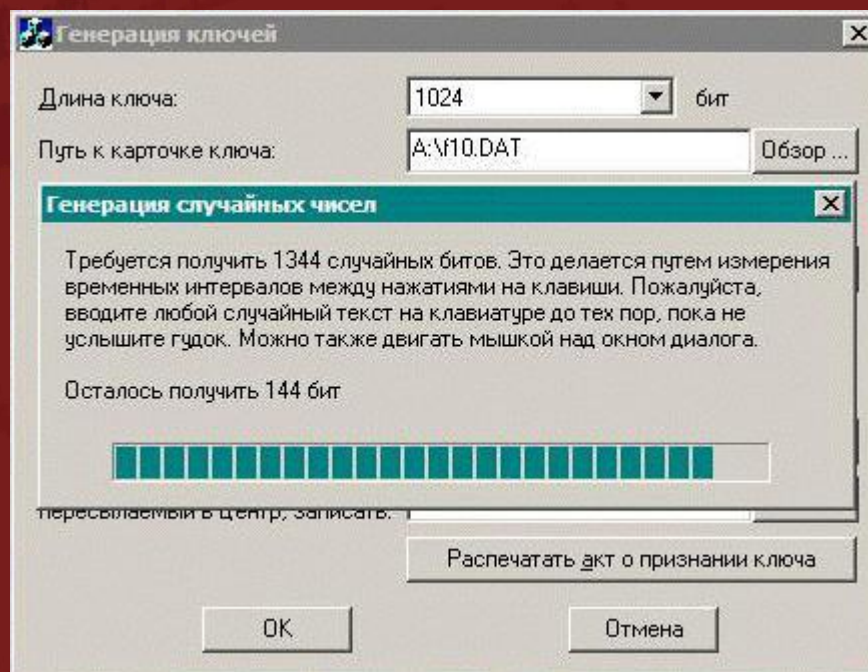 Генерация ключей
Длина ключа:
1024
бит
Путь к карточке ключа:
A:\f10.DAT
Обзор ...
Генерация случайных чисел
Требуется получить 1344 случайных битов. Это делается путем измерения
временных интервалов между нажатиями на клавиши. Пожалуйста,
вводите любой случайный текст на клавиатуре до тех пор, пока не
услышите гудок. Можно также двигать мышкой над окном диалога.
Осталось получить 144 бит
пересылаемый в Центр, записать:
Распечатать акт о признании ключа
OK
Отмена